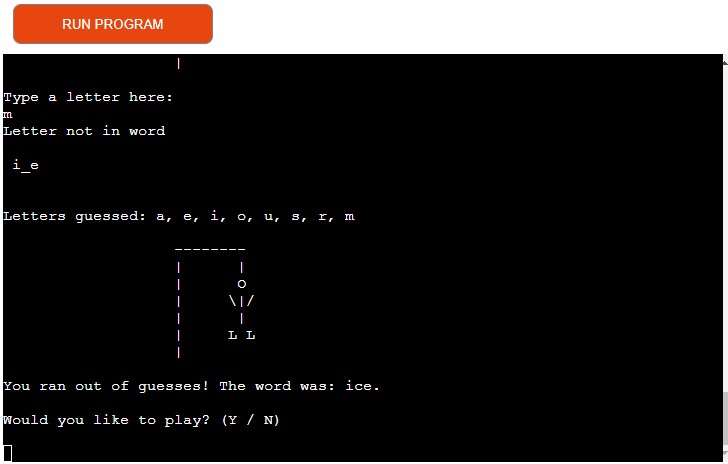 RUN PROGRAM
|
Type a letter here:
m
Letter not in word
i_e
Letters guessed: a, e, i, o, u, s, r, m
--------
|       |
|       O
|      \|/
|       |
|      L L
|
You ran out of guesses! The word was: ice.
Would you like to play? (Y / N)